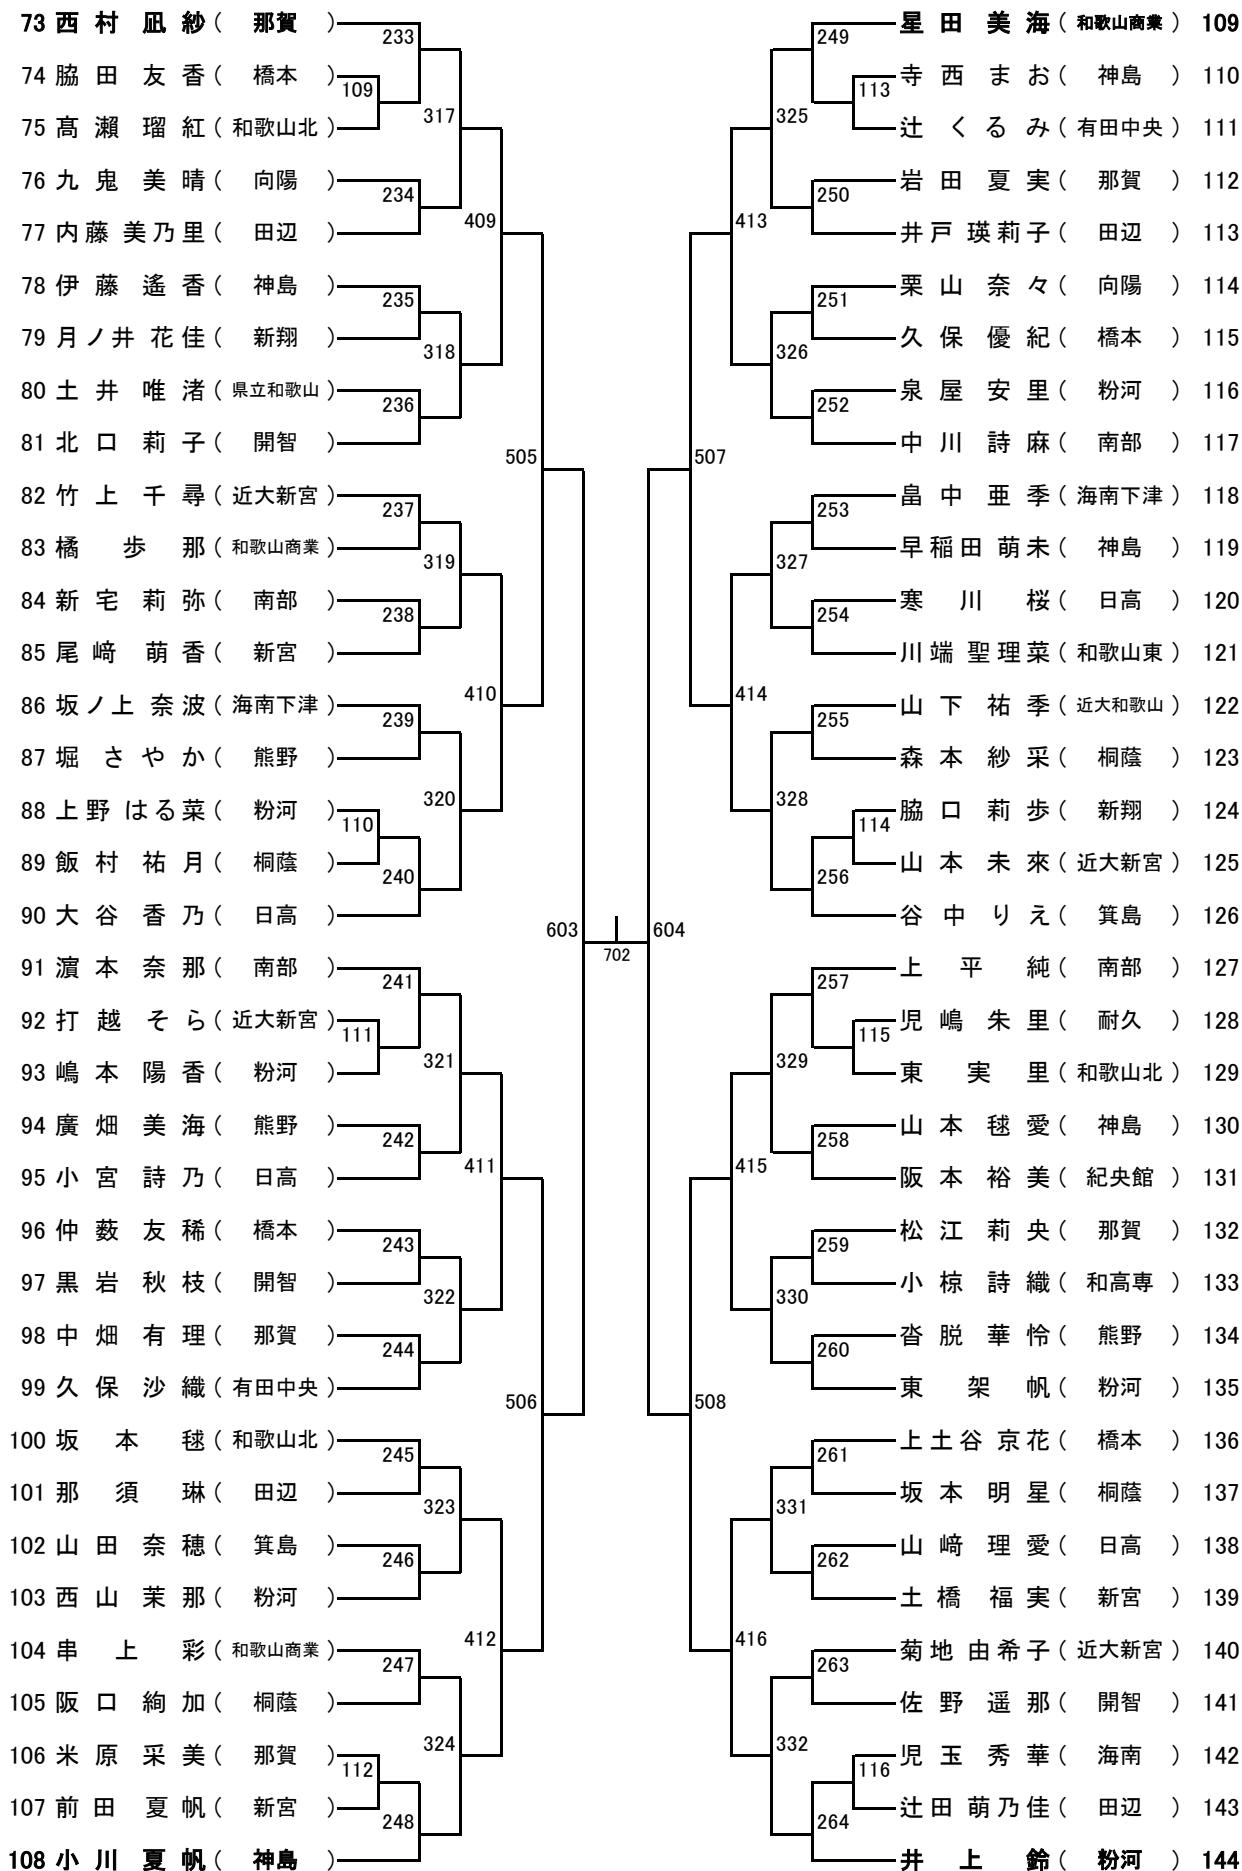 73 西村 凪紗 ( 那賀 )
233
74 脇田 友香 ( 橋本 )
109
75 髙瀬 瑠紅 ( 和歌山北 )
317
76 九鬼 美晴 ( 向陽 )
234
77 内藤 美乃里 ( 田辺 )
409
78 伊藤 遙香 ( 神島 )
235
79 月ノ井 花佳 ( 新翔 )
318
80 土井 唯渚 ( 県立和歌山 )
236
81 北口 莉子 ( 開智 )
505
82 竹上 千尋 ( 近大新宮 )
237
83 橘 歩那 ( 和歌山商業 )
319
84 新宅 莉弥 ( 南部 )
238
85 尾﨑 萌香 ( 新宮 )
410
86 坂ノ上 奈波 ( 海南下津 )
239
87 堀 さやか ( 熊野 )
320
88 上野 はる菜 ( 粉河 )
110
89 飯村 祐月 ( 桐蔭 )
240
90 大谷 香乃 ( 日高 )
603
91 濵本 奈那 ( 南部 )
241
92 打越 そら ( 近大新宮 )
111
93 嶋本 陽香 ( 粉河 )
321
94 廣畑 美海 ( 熊野 )
242
95 小宮 詩乃 ( 日高 )
411
96 仲薮 友稀 ( 橋本 )
243
97 黒岩 秋枝 ( 開智 )
322
98 中畑 有理 ( 那賀 )
244
99 久保 沙織 ( 有田中央 )
506
100 坂本 毬 ( 和歌山北 )
245
101 那須 琳 ( 田辺 )
323
102 山田 奈穂 ( 箕島 )
246
103 西山 茉那 ( 粉河 )
412
104 串上 彩 ( 和歌山商業 )
247
105 阪口 絢加 ( 桐蔭 )
324
106 米原 采美 ( 那賀 )
112
107 前田 夏帆 ( 新宮 )
248
108 小川 夏帆 ( 神島 )
702
星田 美海 ( 和歌山商業 ) 109
249
寺西 まお ( 神島 ) 110
113
辻 くるみ ( 有田中央 ) 111
325
岩田 夏実 ( 那賀 ) 112
250
井戸 瑛莉子 ( 田辺 ) 113
413
栗山 奈々 ( 向陽 ) 114
251
久保 優紀 ( 橋本 ) 115
326
泉屋 安里 ( 粉河 ) 116
252
中川 詩麻 ( 南部 ) 117
507
畠中 亜季 ( 海南下津 ) 118
253
早稲田 萌未 ( 神島 ) 119
327
寒川 桜 ( 日高 ) 120
254
川端 聖理菜 ( 和歌山東 ) 121
414
山下 祐季 ( 近大和歌山 ) 122
255
森本 紗采 ( 桐蔭 ) 123
328
脇口 莉歩 ( 新翔 ) 124
114
山本 未來 ( 近大新宮 ) 125
256
谷中 りえ ( 箕島 ) 126
604
上平 純 ( 南部 ) 127
257
児嶋 朱里 ( 耐久 ) 128
115
東 実里 ( 和歌山北 ) 129
329
山本 毬愛 ( 神島 ) 130
258
阪本 裕美 ( 紀央館 ) 131
415
松江 莉央 ( 那賀 ) 132
259
小椋 詩織 ( 和高専 ) 133
330
沓脱 華怜 ( 熊野 ) 134
260
東 架帆 ( 粉河 ) 135
508
上土谷 京花 ( 橋本 ) 136
261
坂本 明星 ( 桐蔭 ) 137
331
山﨑 理愛 ( 日高 ) 138
262
土橋 福実 ( 新宮 ) 139
416
菊地 由希子 ( 近大新宮 ) 140
263
佐野 遥那 ( 開智 ) 141
332
児玉 秀華 ( 海南 ) 142
116
辻田 萌乃佳 ( 田辺 ) 143
264
井上 鈴 ( 粉河 ) 144